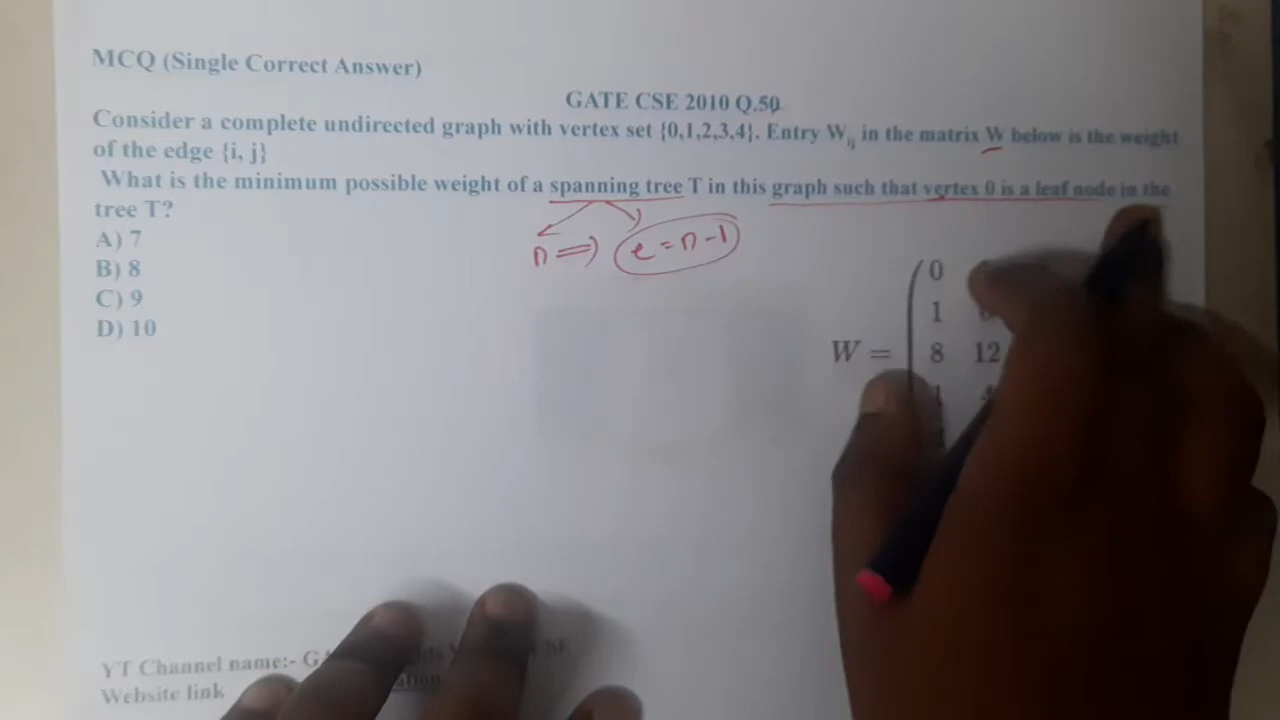 MCQ (Single Correct Answer)
GATE CSE 2010 Q.50
Consider a complete undirected graph with vertex set {0,1,2,3,4}. Entry Wij in the matrix W below is the weight
of the edge {i, j}
What is the minimum possible weight of a spanning tree T in this graph such that vertex 0 is a leaf node in the
tree T?
A) 7
B) 8
C) 9
D) 10
n ⟹ e = n - 1
0
1
W = 8 12
YT Channel name:- G
Website link